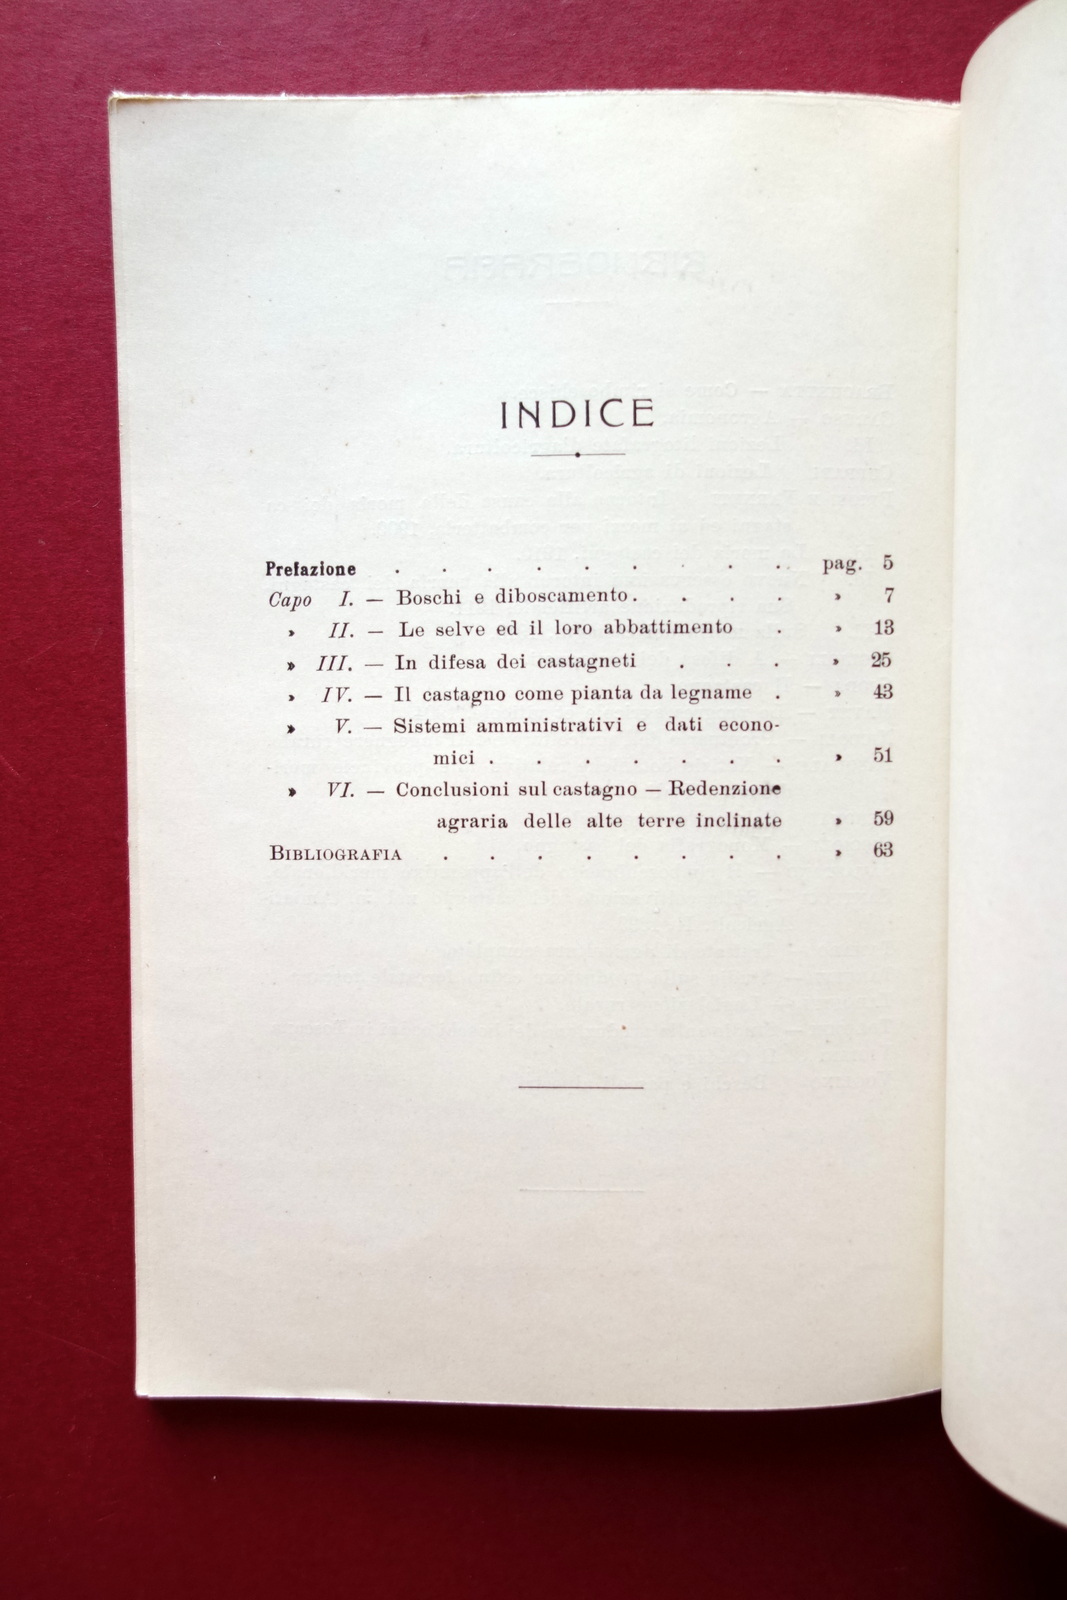 INDICE
Prefazione . . . . . . . . . pag. 5
Capo I. — Boschi e diboscamento. . . . » 7
» II. — Le selve ed il loro abbattimento . » 13
» III. — In difesa dei castagneti . . . » 25
» IV. — Il castagno come pianta da legname . » 43
» V. — Sistemi amministrativi e dati econo-
mici . . . . . . . » 51
» VI. — Conclusioni sul castagno — Redenzione
agraria delle alte terre inclinate » 59
BIBLIOGRAFIA . . . . . . . . » 63